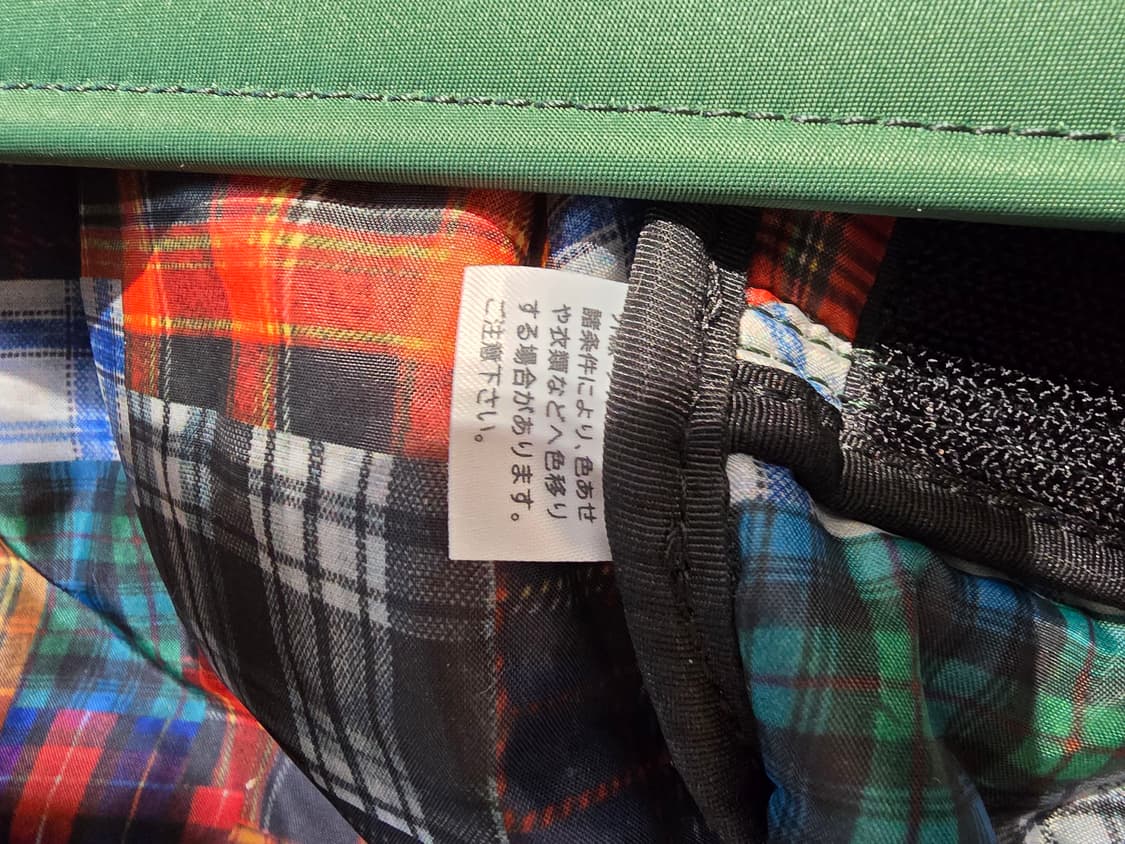 諸条件により、色あせ
や衣類などへ色移り
する場合があります。
ご注意下さい。